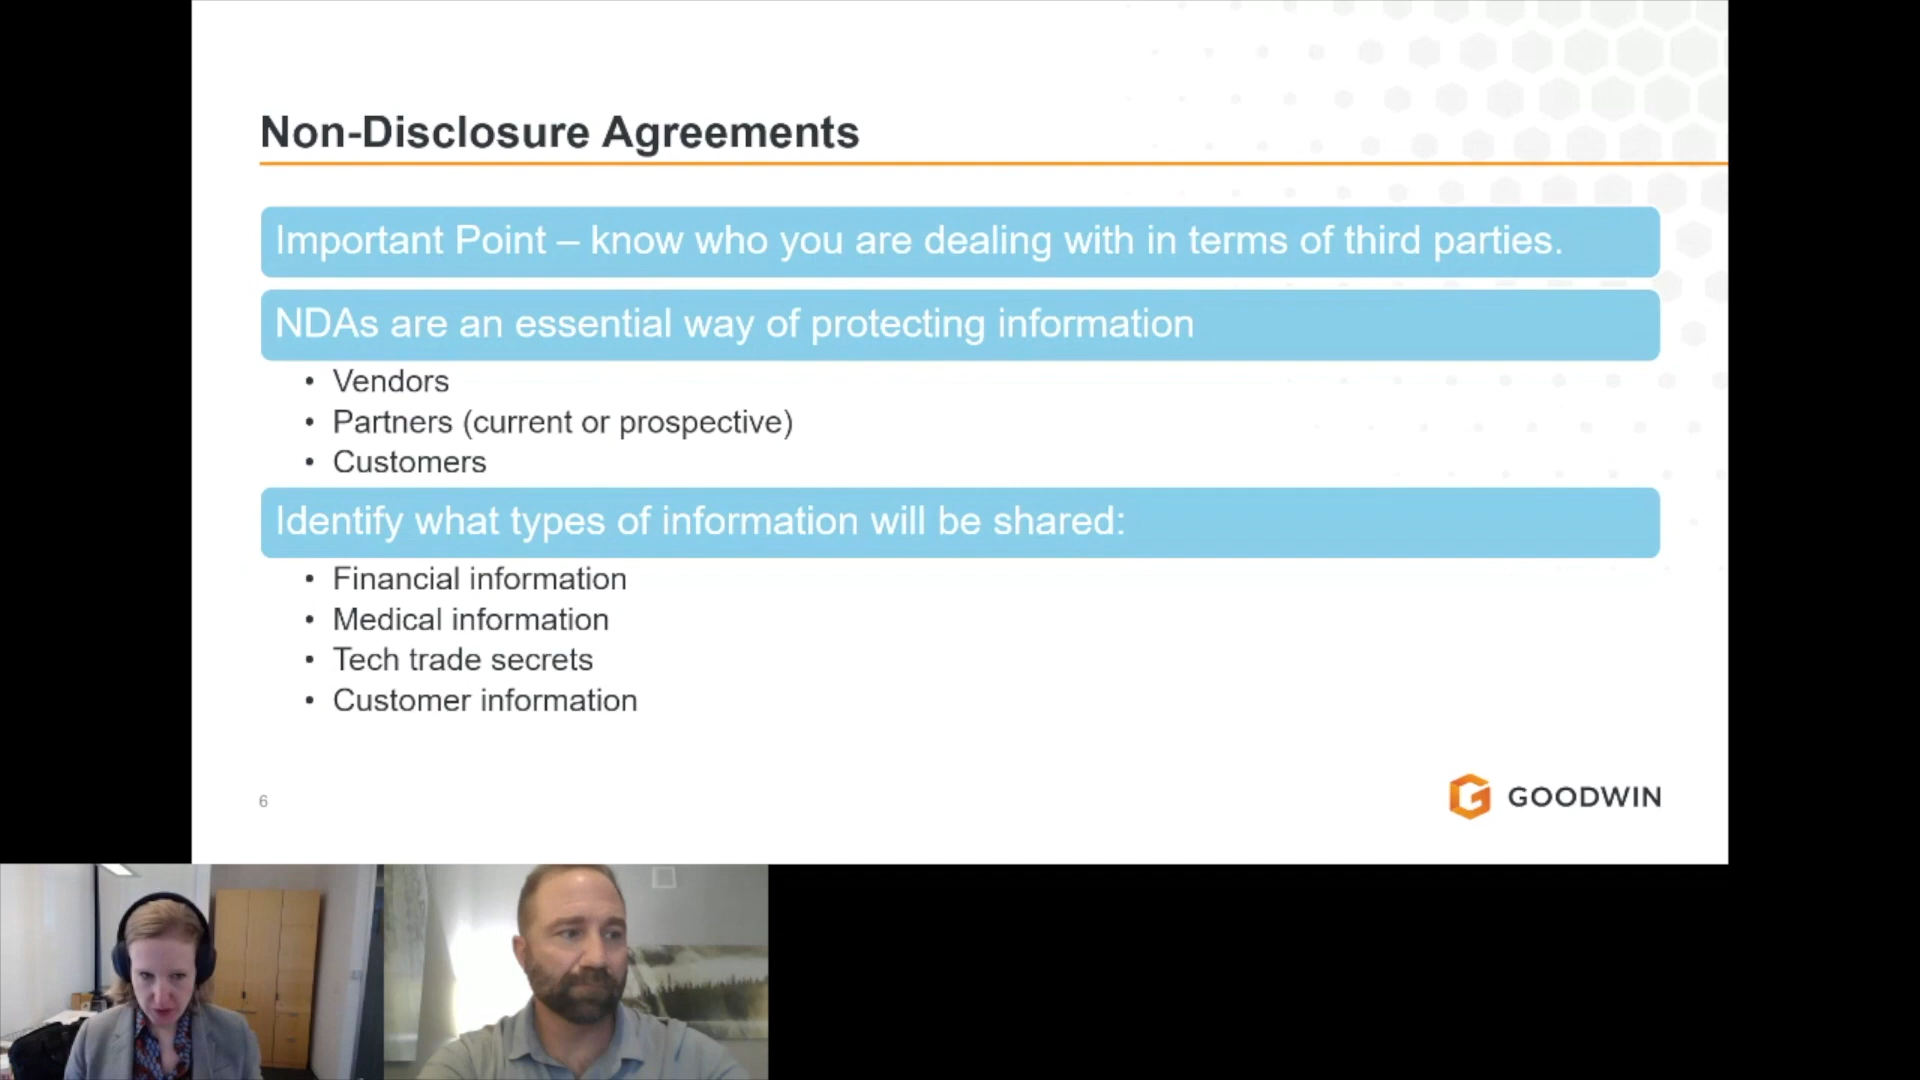 Non-Disclosure Agreements
Important Point – know who you are dealing with in terms of third parties.
NDAs are an essential way of protecting information
• Vendors
• Partners (current or prospective)
• Customers
Identify what types of information will be shared:
• Financial information
• Medical information
• Tech trade secrets
• Customer information
6
GOODWIN